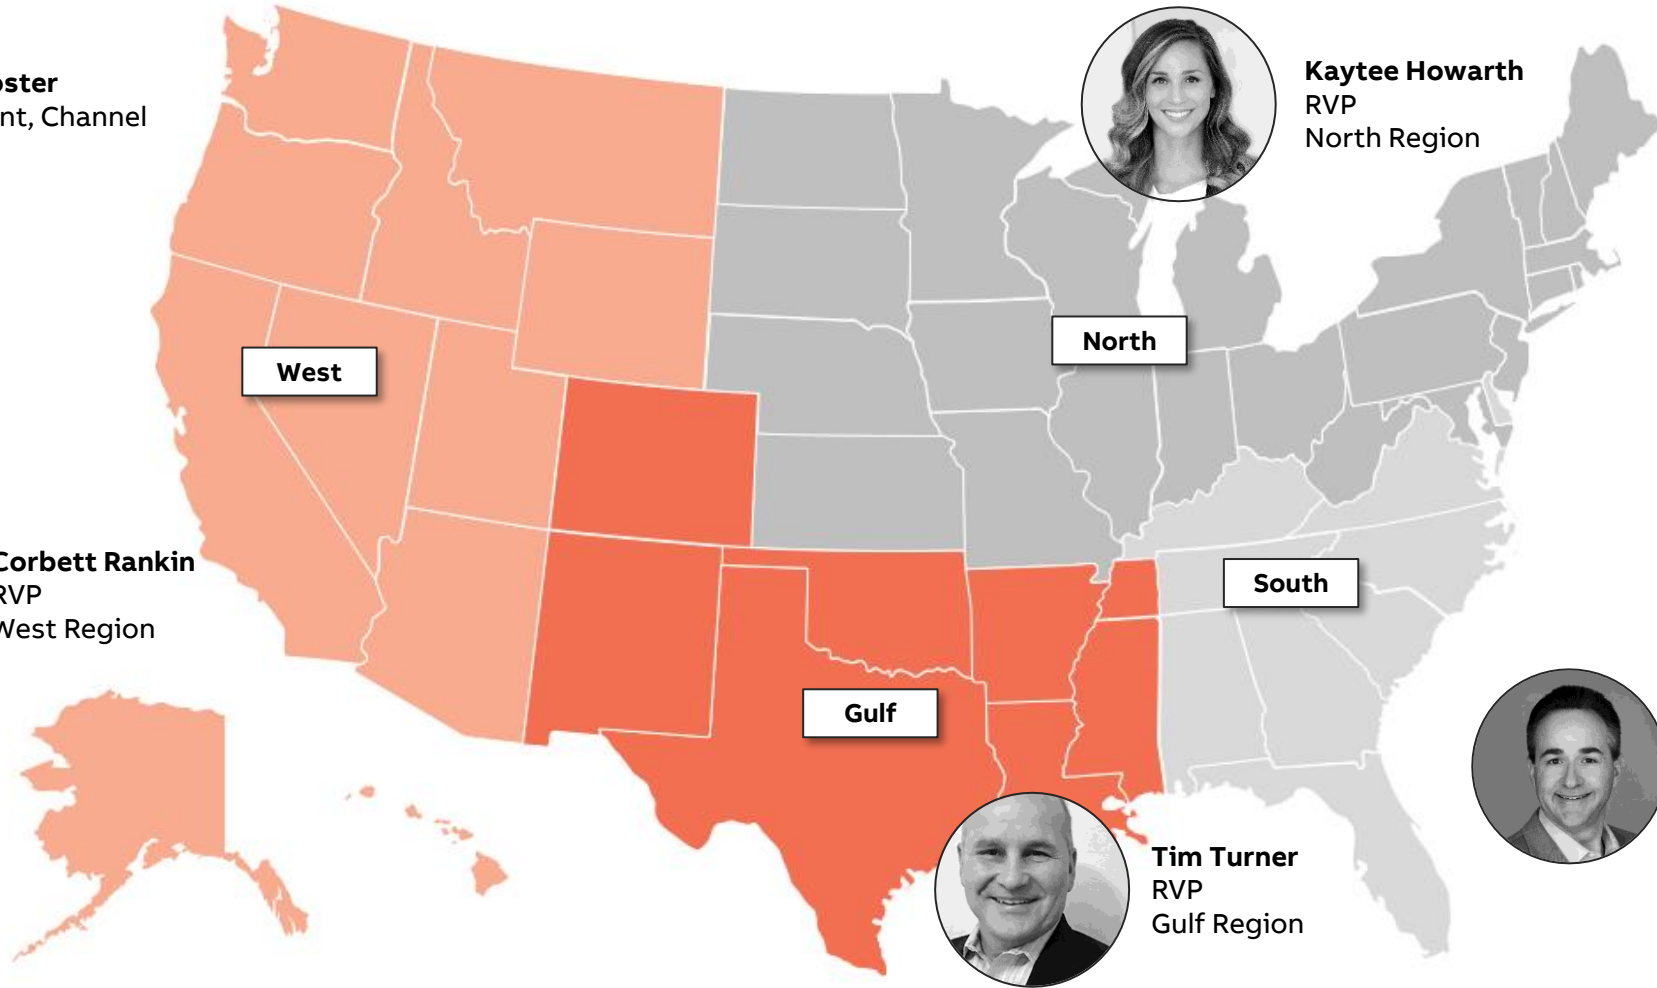 Kaytee Howarth
RVP
North Region
nt, Channel
North
West
Corbett Rankin
RVP
West Region
South
Gulf
Tim Turner
RVP
Gulf Region